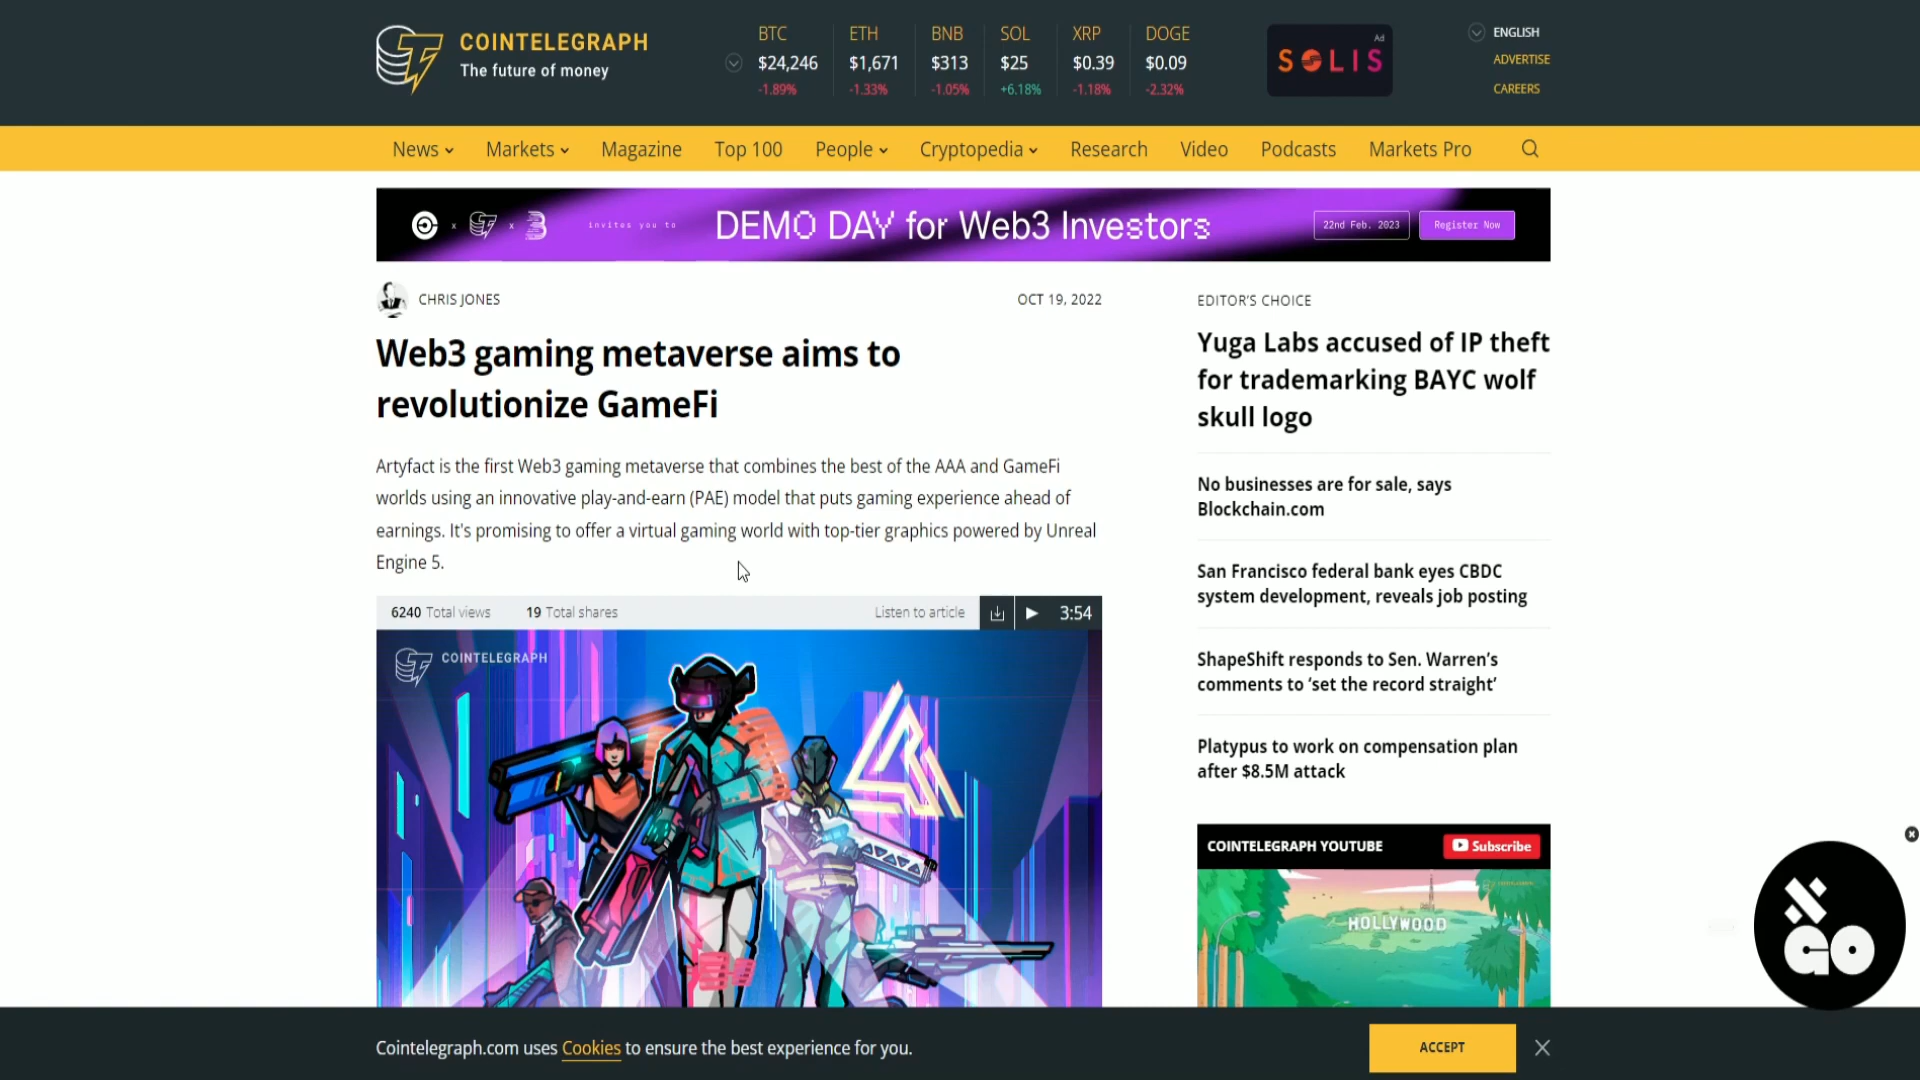 COINTELEGRAPH
The future of money
BTC
$24,246
-1.89%
ETH
$1,671
-1.33%
BNB
$313
-1.05%
SOL
$25
+6.18%
XRP
$0.39
-1.18%
DOGE
$0.09
-2.32%
Ad
SOLIS
ENGLISH
ADVERTISE
CAREERS
News Markets Magazine Top 100 People Cryptopedia Research Video Podcasts Markets Pro
x x invites you to DEMO DAY for Web3 Investors 22nd Feb. 2023 Register Now
CHRIS JONES OCT 19, 2022
Web3 gaming metaverse aims to
revolutionize GameFi
Artyfact is the first Web3 gaming metaverse that combines the best of the AAA and GameFi
worlds using an innovative play-and-earn (PAE) model that puts gaming experience ahead of
earnings. It's promising to offer a virtual gaming world with top-tier graphics powered by Unreal
Engine 5.
6240 Total views 19 Total shares Listen to article 3:54
COINTELEGRAPH
EDITOR'S CHOICE
Yuga Labs accused of IP theft
for trademarking BAYC wolf
skull logo
No businesses are for sale, says
Blockchain.com
San Francisco federal bank eyes CBDC
system development, reveals job posting
ShapeShift responds to Sen. Warren’s
comments to ‘set the record straight’
Platypus to work on compensation plan
after $8.5M attack
COINTELEGRAPH YOUTUBE Subscribe
HOLLYWOOD
GO
Cointelegraph.com uses Cookies to ensure the best experience for you.
ACCEPT